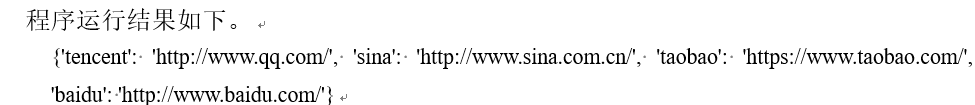 程序运行结果如下。
{'tencent': 'http://www.qq.com/', 'sina': 'http://www.sina.com.cn/', 'taobao': 'https://www.taobao.com/',
'baidu': 'http://www.baidu.com/'}